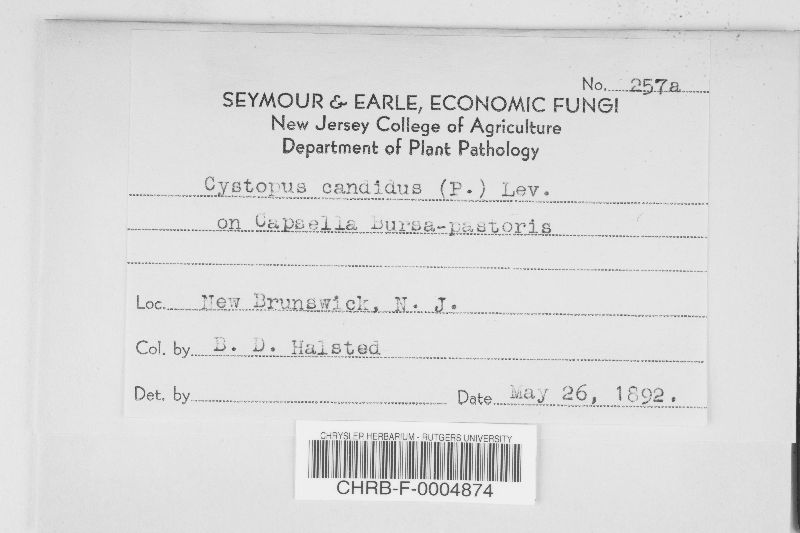 No. 257a
SEYMOUR & EARLE, ECONOMIC FUNGI
New Jersey College of Agriculture
Department of Plant Pathology
Cystopus candidus (P.) Lev.
on Capsella Bursa-pastoris
Loc. New Brunswick, N. J.
Col. by B. D. Halsted
Det. by Date May 26, 1892.
CHRYSLER HERBARIUM - RUTGERS UNIVERSITY
CHRB-F-0004874